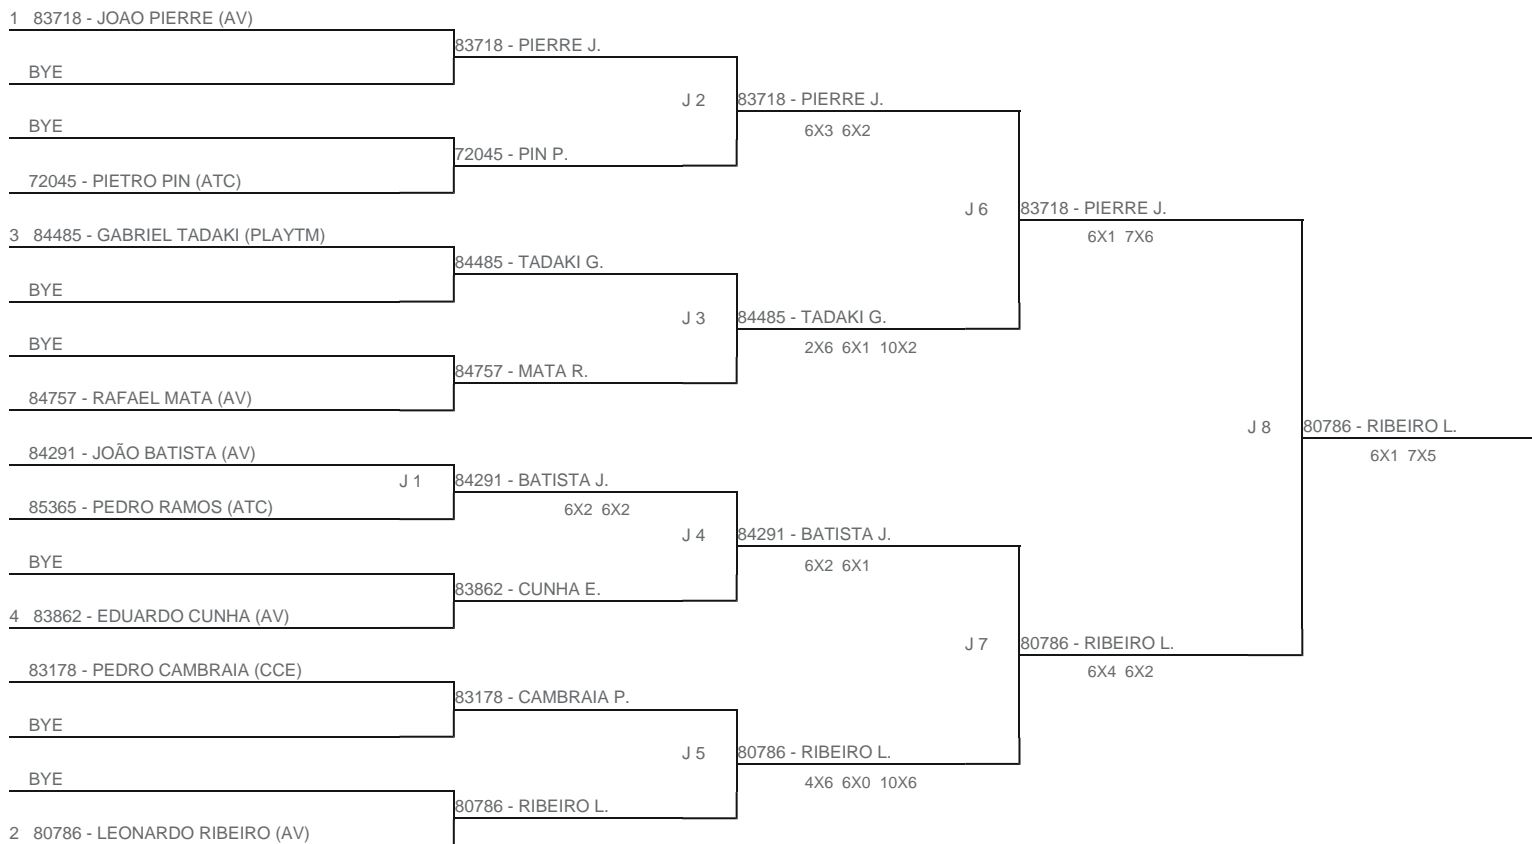 1 83718 - JOAO PIERRE (AV)
83718 - PIERRE J.
BYE
J 2
83718 - PIERRE J.
6X3 6X2
BYE
72045 - PIN P.
72045 - PIETRO PIN (ATC)
J 6
83718 - PIERRE J.
6X1 7X6
3 84485 - GABRIEL TADAKI (PLAYTM)
84485 - TADAKI G.
BYE
J 3
84485 - TADAKI G.
2X6 6X1 10X2
BYE
84757 - MATA R.
84757 - RAFAEL MATA (AV)
J 8
80786 - RIBEIRO L.
6X1 7X5
84291 - JOÃO BATISTA (AV)
J 1
84291 - BATISTA J.
6X2 6X2
85365 - PEDRO RAMOS (ATC)
J 4
84291 - BATISTA J.
6X2 6X1
BYE
83862 - CUNHA E.
4 83862 - EDUARDO CUNHA (AV)
J 7
80786 - RIBEIRO L.
6X4 6X2
83178 - PEDRO CAMBRAIA (CCE)
83178 - CAMBRAIA P.
BYE
J 5
80786 - RIBEIRO L.
4X6 6X0 10X6
BYE
80786 - RIBEIRO L.
2 80786 - LEONARDO RIBEIRO (AV)